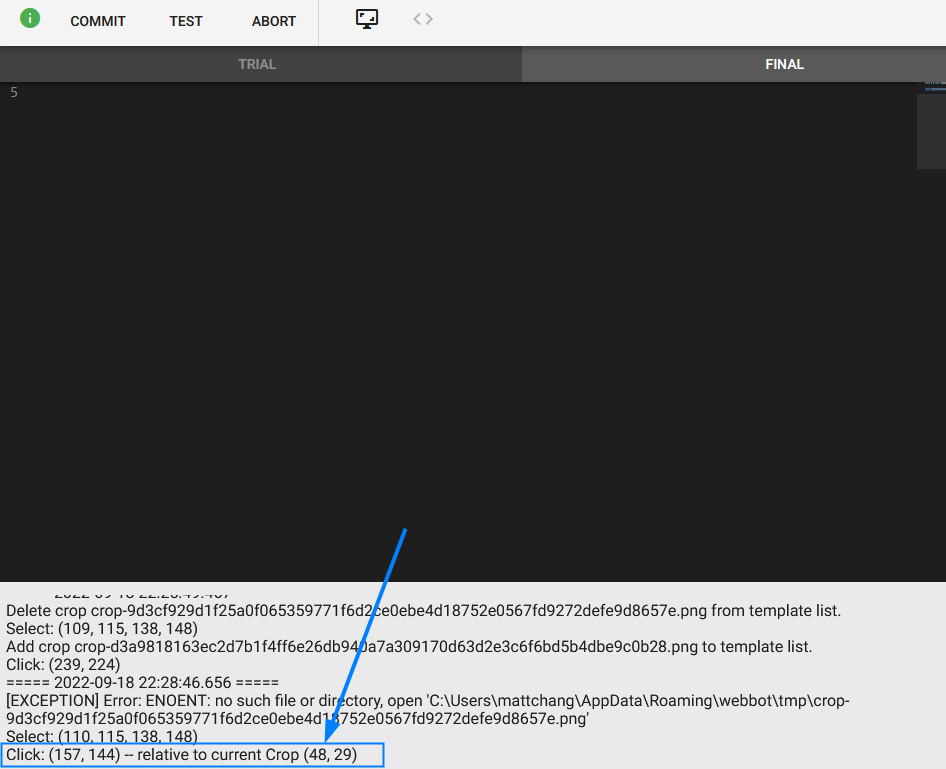 COMMIT TEST ABORT
TRIAL FINAL
5
Delete crop crop-9d3cf929d1f25a0f065359771f6d2ce0ebe4d18752e0567fd9272defe9d8657e.png from template list.
Select: (109, 115, 138, 148)
Add crop crop-d3a9818163ec2d7b1f4ff6e26db940a7a309170d63d2e3c6f6bd5b4dbe9c0b28.png to template list.
Click: (239, 224)
===== 2022-09-18 22:28:46.656 =====
[EXCEPTION] Error: ENOENT: no such file or directory, open 'C:\Users\mattchang\AppData\Roaming\webbot\tmp\crop-
9d3cf929d1f25a0f065359771f6d2ce0ebe4d18752e0567fd9272defe9d8657e.png'
Select: (110, 115, 138, 148)
Click: (157, 144) -- relative to current Crop (48, 29)